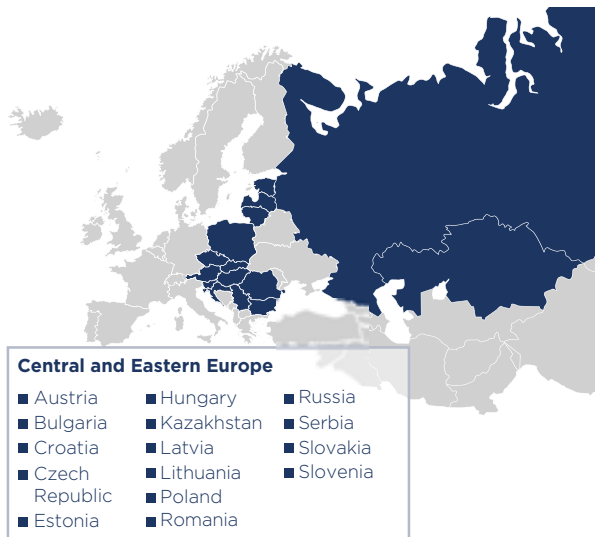 Central and Eastern Europe
Austria
Bulgaria
Croatia
Czech
Republic
Estonia
Hungary
Kazakhstan
Latvia
Lithuania
Poland
Romania
Russia
Serbia
Slovakia
Slovenia